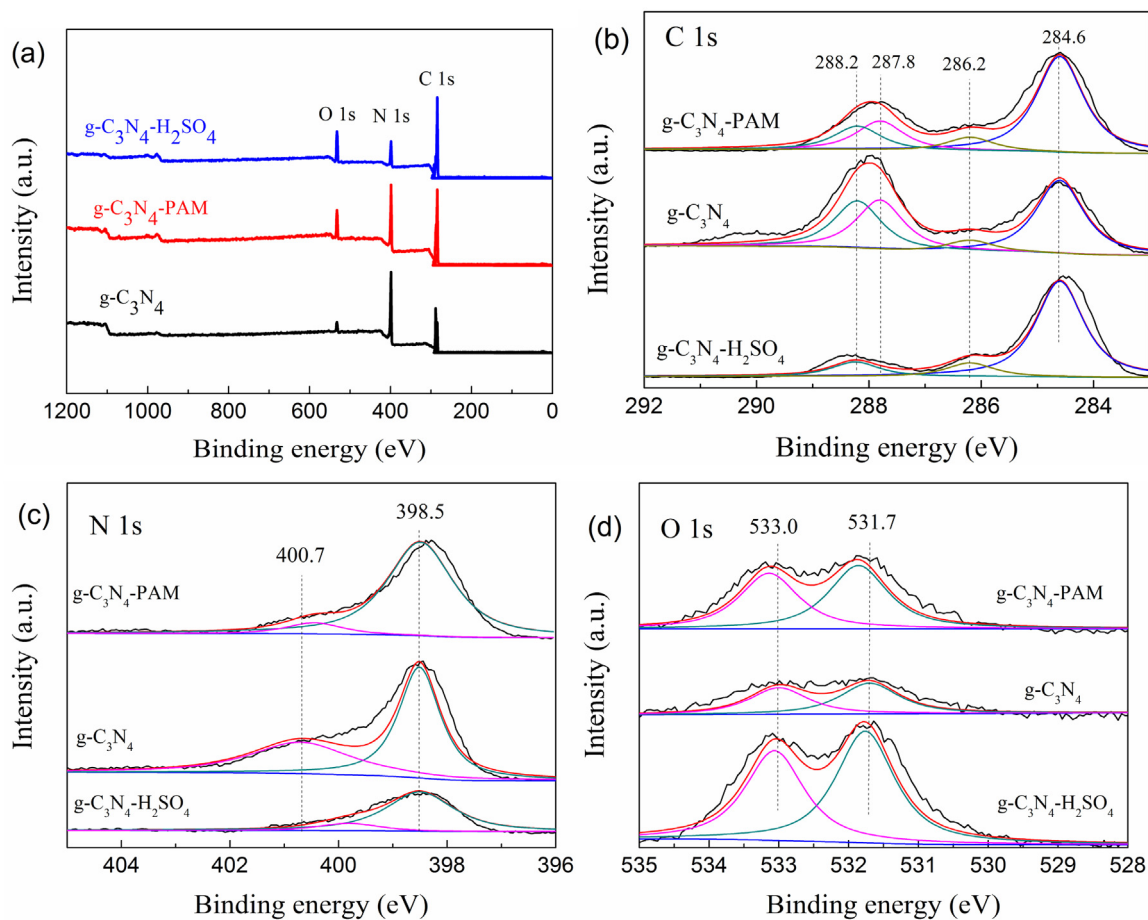 (a)
C 1s
O 1s N 1s
g-C₃N₄-H₂SO₄
g-C₃N₄-PAM
g-C₃N₄
Intensity (a.u.)
1200 1000 800 600 400 200 0
Binding energy (eV)
(b)
C 1s
288.2 287.8 286.2 284.6
g-C₃N₄-PAM
g-C₃N₄
g-C₃N₄-H₂SO₄
Intensity (a.u.)
292 290 288 286 284
Binding energy (eV)
(c)
N 1s
398.5
400.7
g-C₃N₄-PAM
g-C₃N₄
g-C₃N₄-H₂SO₄
Intensity (a.u.)
404 402 400 398 396
Binding energy (eV)
(d)
O 1s
533.0 531.7
g-C₃N₄-PAM
g-C₃N₄
g-C₃N₄-H₂SO₄
Intensity (a.u.)
535 534 533 532 531 530 529 528
Binding energy (eV)